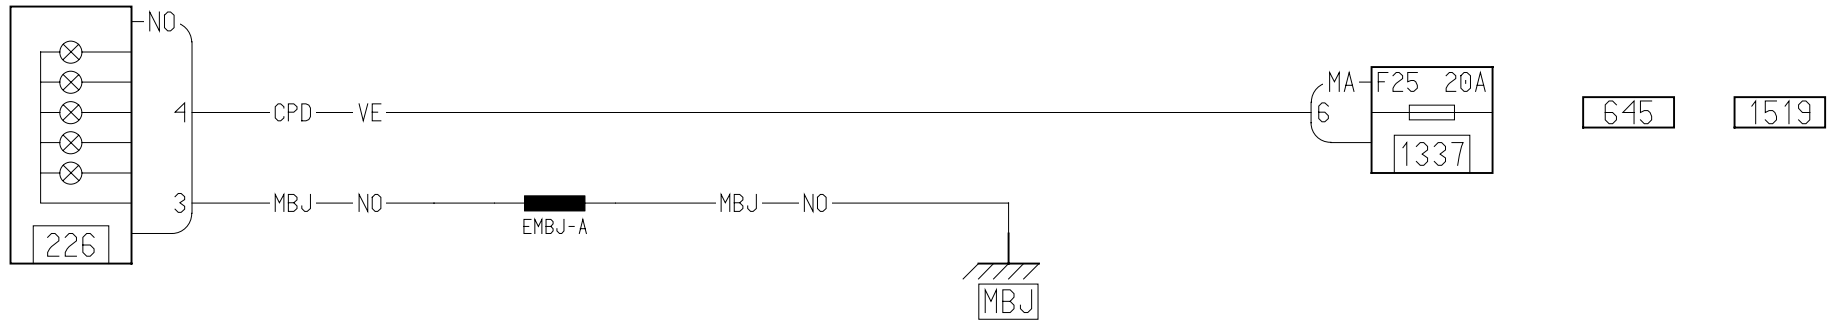 NO
MA F25 20A
4 CPD VE 6
645 1519
1337
3 MBJ NO MBJ NO
EMBJ-A
226
MBJ